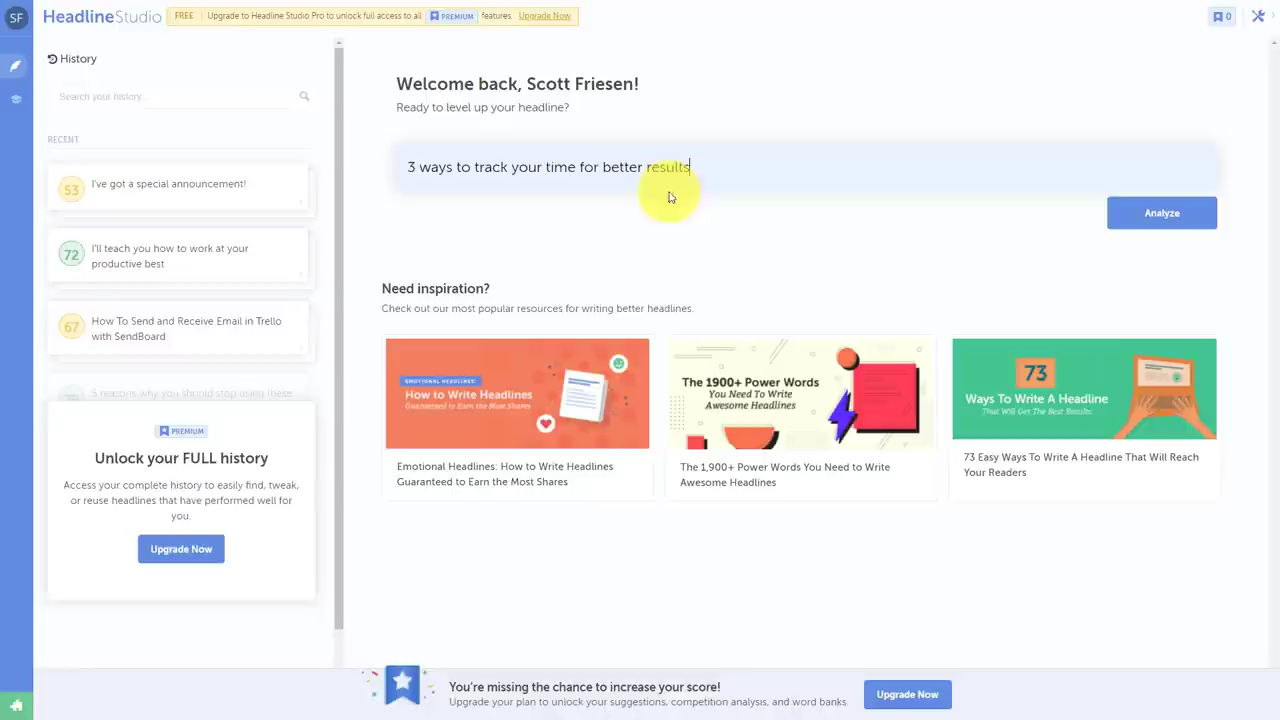 SF
HeadlineStudio
FREE Upgrade to Headline Studio Pro to unlock full access to all PREMIUM features. Upgrade Now
0
History
Search your history..
RECENT
53
I've got a special announcement!
72
I'll teach you how to work at your
productive best
67
How To Send and Receive Email in Trello
with SendBoard
5 reasons why you should stop using these
PREMIUM
Unlock your FULL history
Access your complete history to easily find, tweak,
or reuse headlines that have performed well for
you.
Upgrade Now
Welcome back, Scott Friesen!
Ready to level up your headline?
3 ways to track your time for better results
Analyze
Need inspiration?
Check out our most popular resources for writing better headlines.
EMOTIONAL HEADLINES:
How to Write Headlines
Guaranteed to Earn the Most Shares
Emotional Headlines: How to Write Headlines
Guaranteed to Earn the Most Shares
The 1900+ Power Words
You Need To Write
Awesome Headlines
The 1,900+ Power Words You Need to Write
Awesome Headlines
73
Ways To Write A Headline
That Will Get The Best Results
73 Easy Ways To Write A Headline That Will Reach
Your Readers
You're missing the chance to increase your score!
Upgrade your plan to unlock your suggestions, competition analysis, and word banks.
Upgrade Now